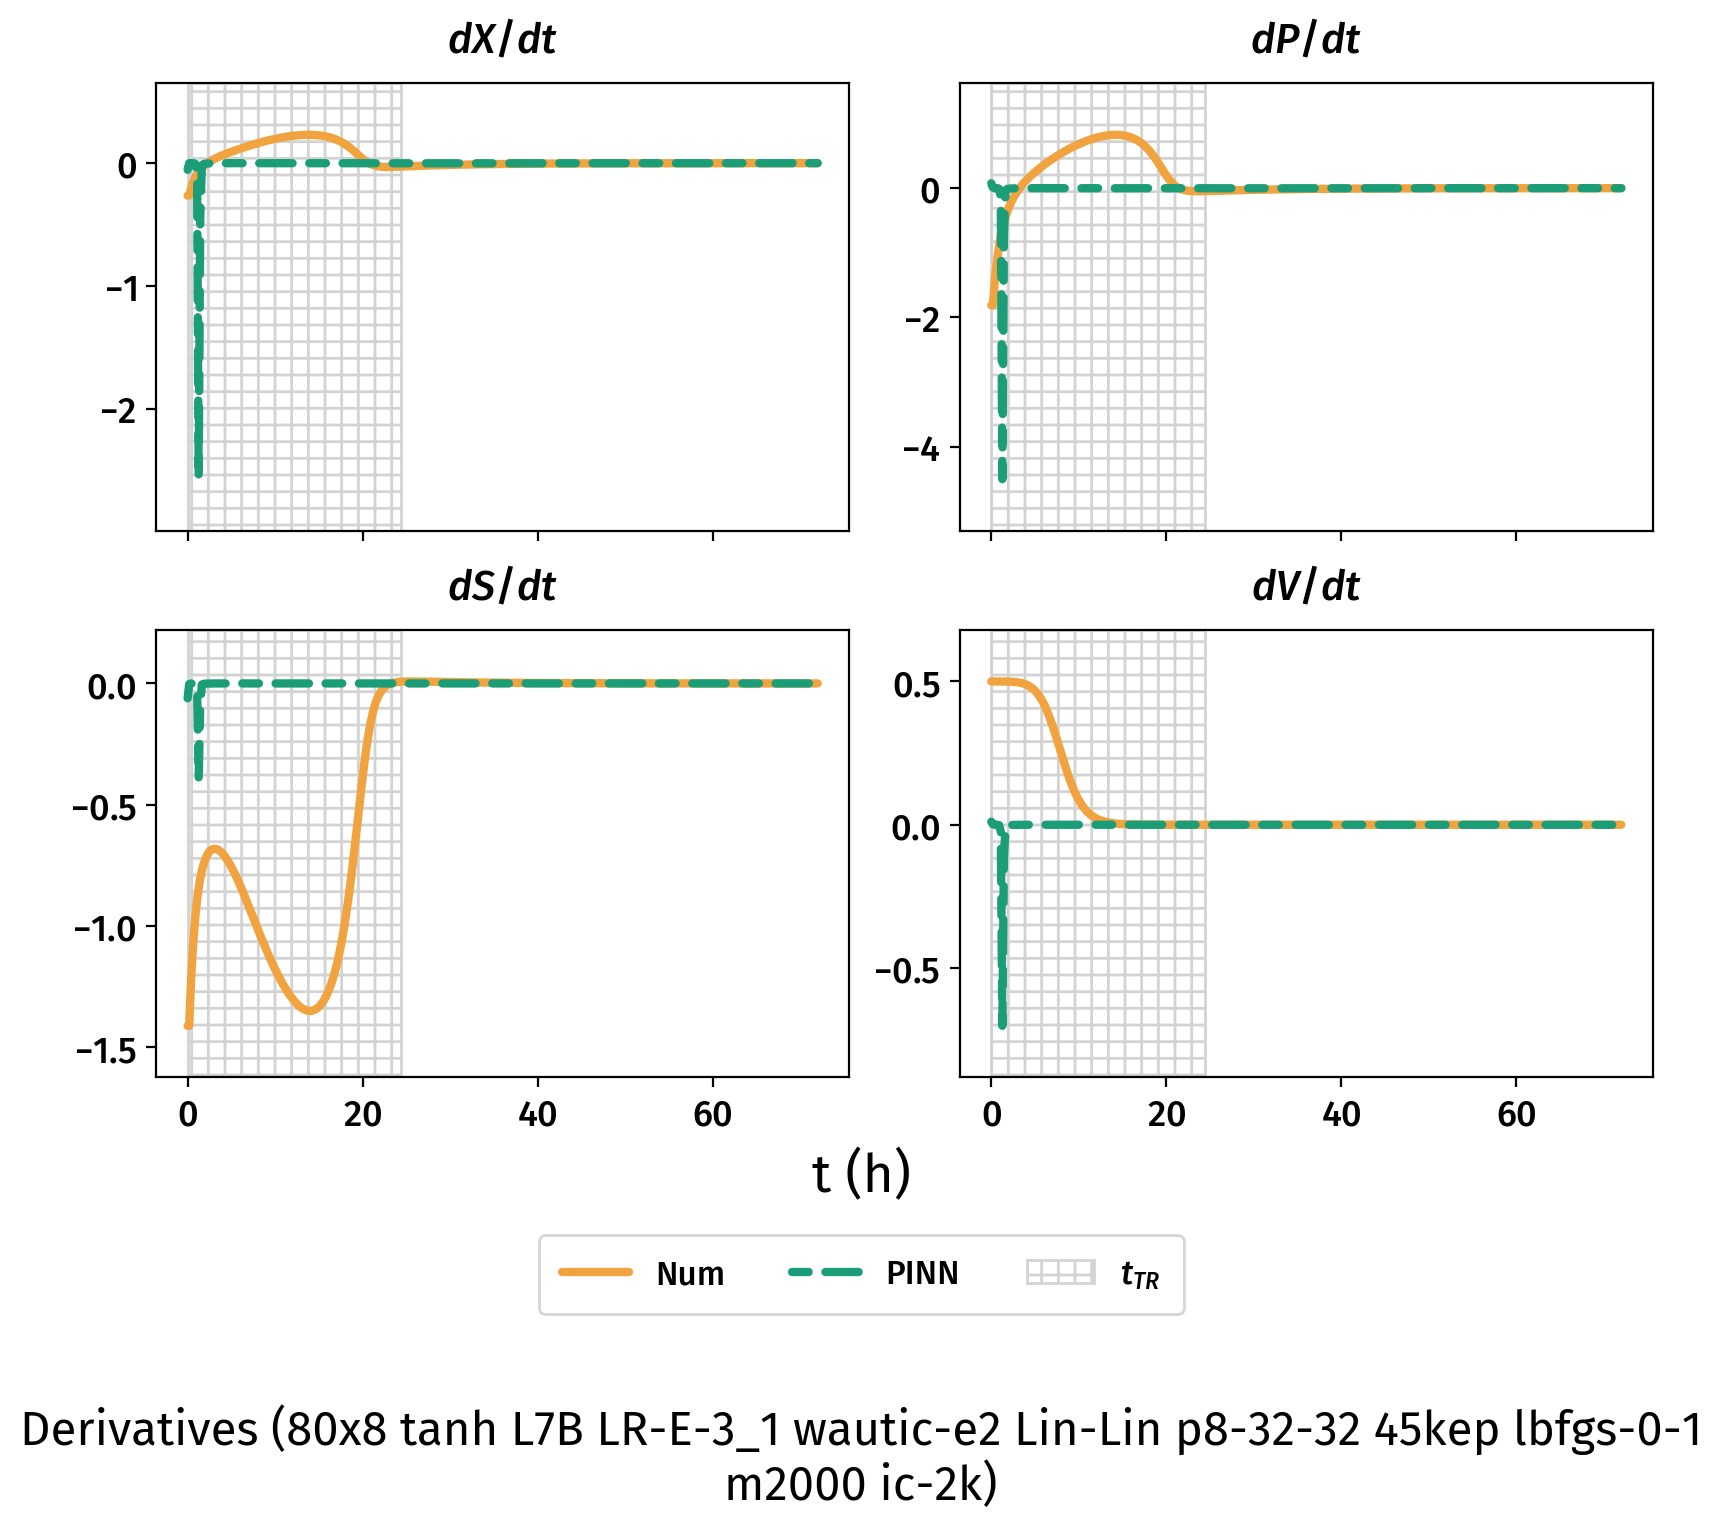 dX/dt
dP/dt
0
−1
−2
0
−2
−4
dS/dt
dV/dt
0.0
−0.5
−1.0
−1.5
0.5
0.0
−0.5
0 20 40 60
0 20 40 60
t (h)
Num PINN tTR
Derivatives (80x8 tanh L7B LR-E-3_1 wautic-e2 Lin-Lin p8-32-32 45kep lbfgs-0-1
m2000 ic-2k)